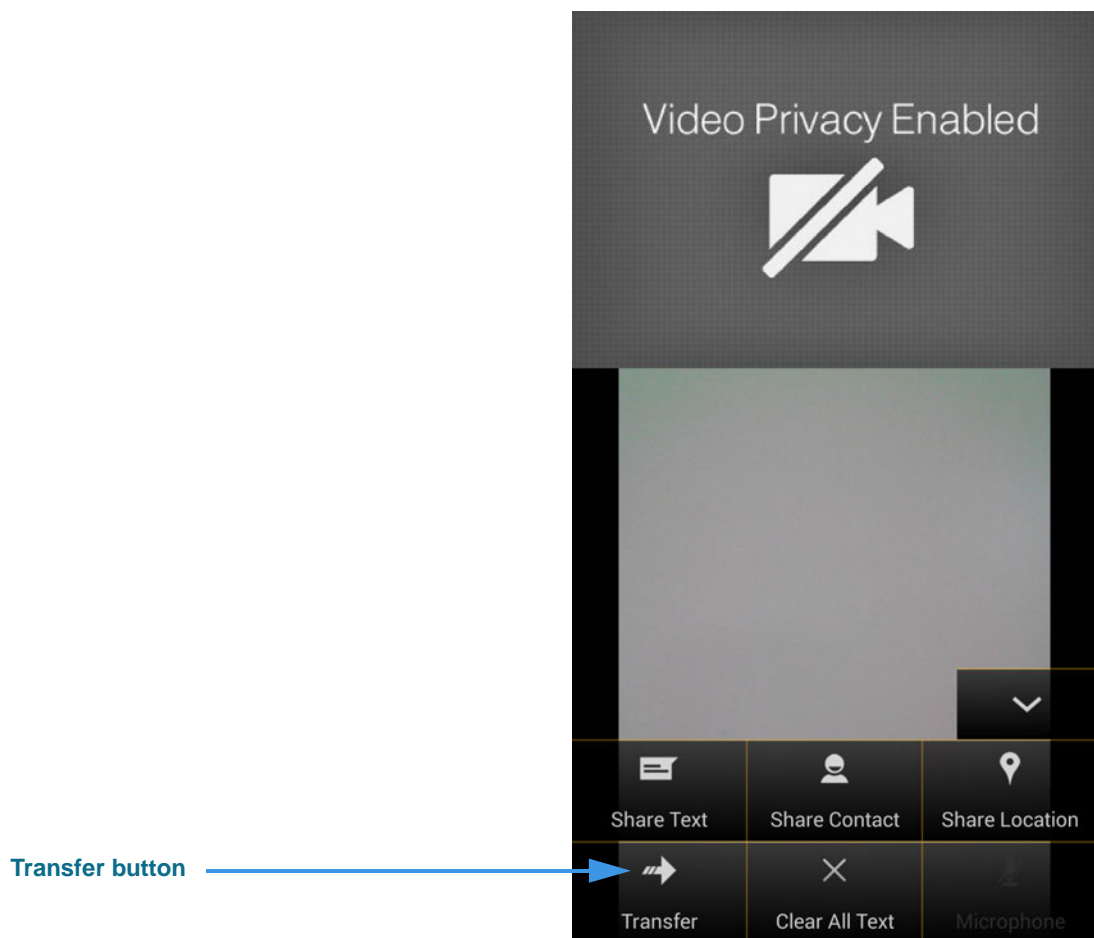 Video Privacy Enabled
Share Text
Share Contact
Share Location
Transfer button
Transfer
Clear All Text
Microphone